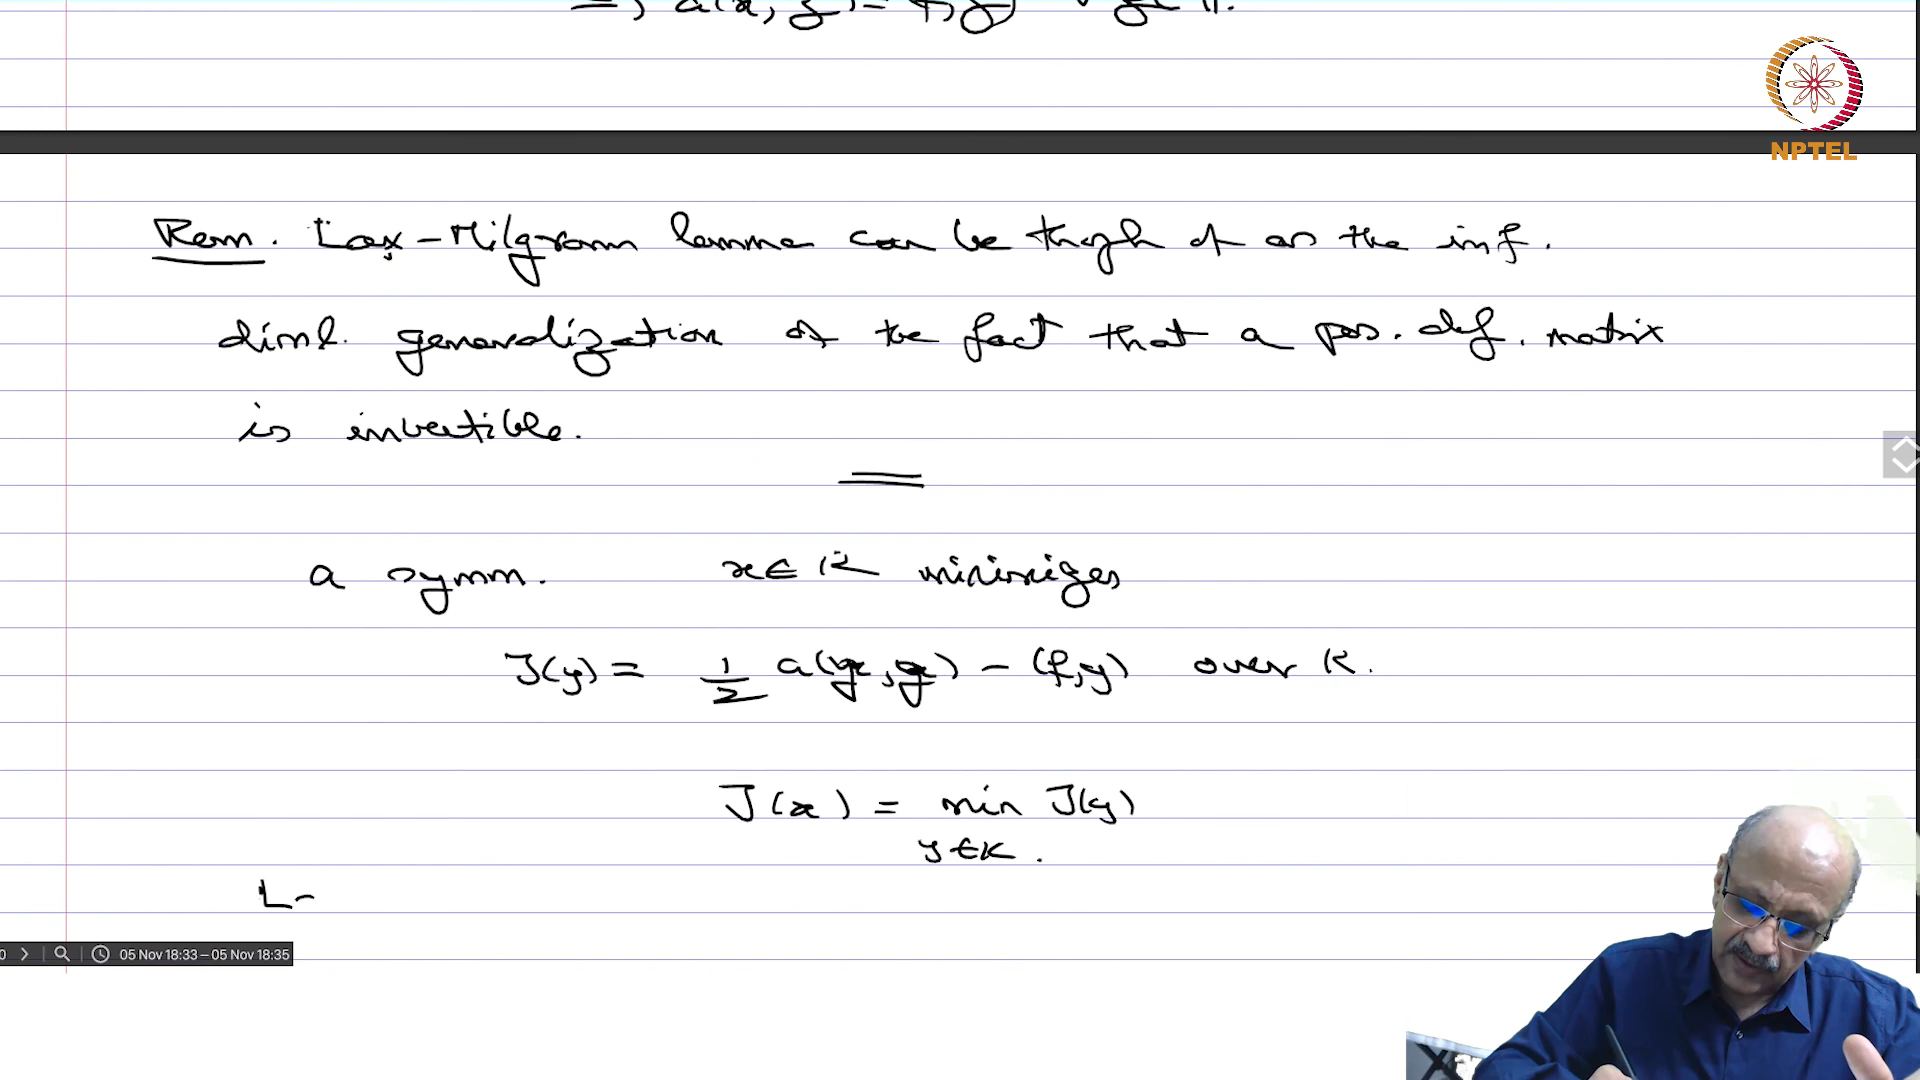 ⇒ a(x, y) = (f, y) ∀ y ∈ H.
NPTEL
Rem. Lax-Milgram lemma can be though of as the inf.
diml. generalization of the fact that a pos. def. matrix
is invertible.
a symm. x ∈ K minimizes
J(y) = 1/2 a(y, y) - (f, y) over K.
J(x) = min J(y)
y ∈ K.
05 Nov 18:33 – 05 Nov 18:35